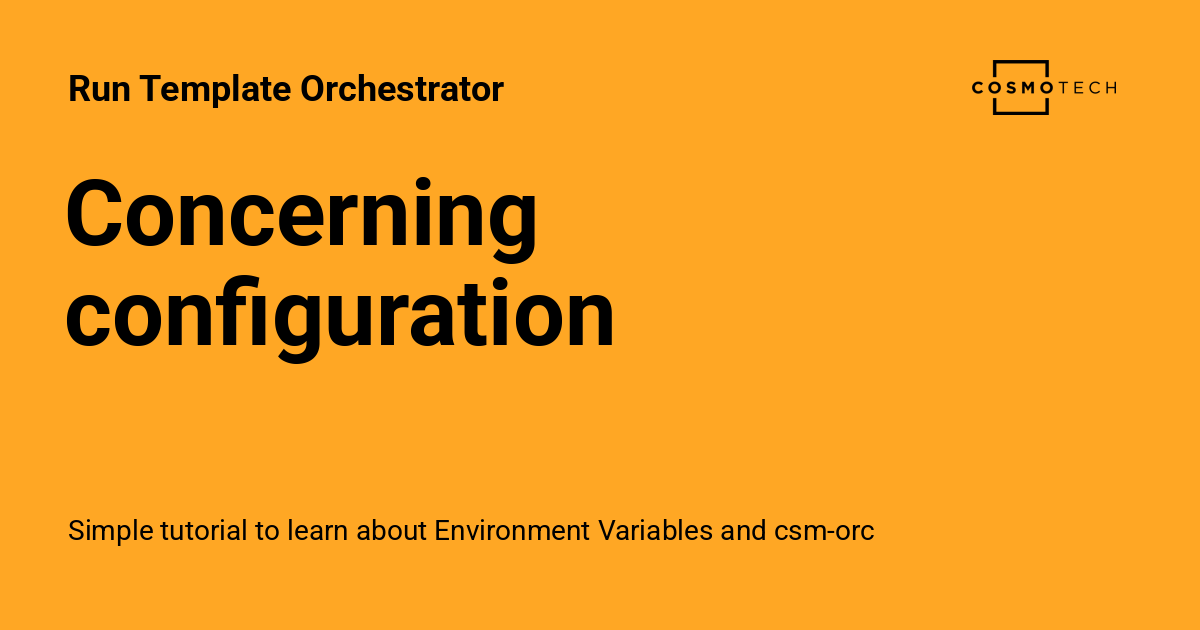 Run Template Orchestrator
COSMOTECH
Concerning
configuration
Simple tutorial to learn about Environment Variables and csm-orc